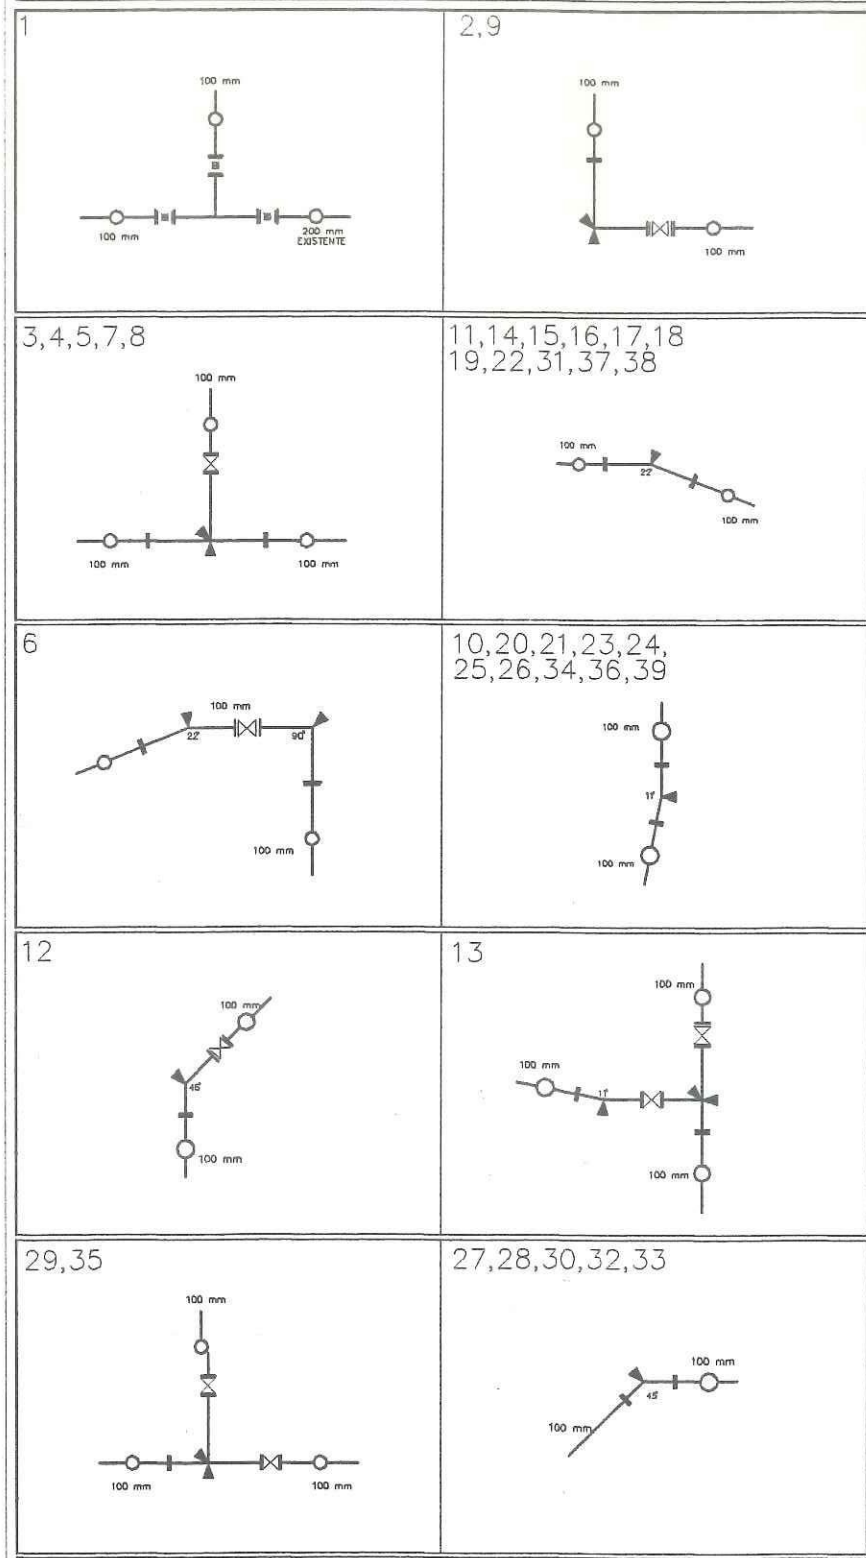 1
100 mm
100 mm
200 mm
EXISTENTE
2,9
100 mm
100 mm
3,4,5,7,8
100 mm
100 mm
100 mm
11,14,15,16,17,18
19,22,31,37,38
100 mm
22°
100 mm
6
100 mm
22°
90°
100 mm
10,20,21,23,24,
25,26,34,36,39
100 mm
11°
100 mm
12
100 mm
45°
100 mm
13
100 mm
100 mm
11°
100 mm
29,35
100 mm
100 mm
100 mm
27,28,30,32,33
100 mm
45°
100 mm